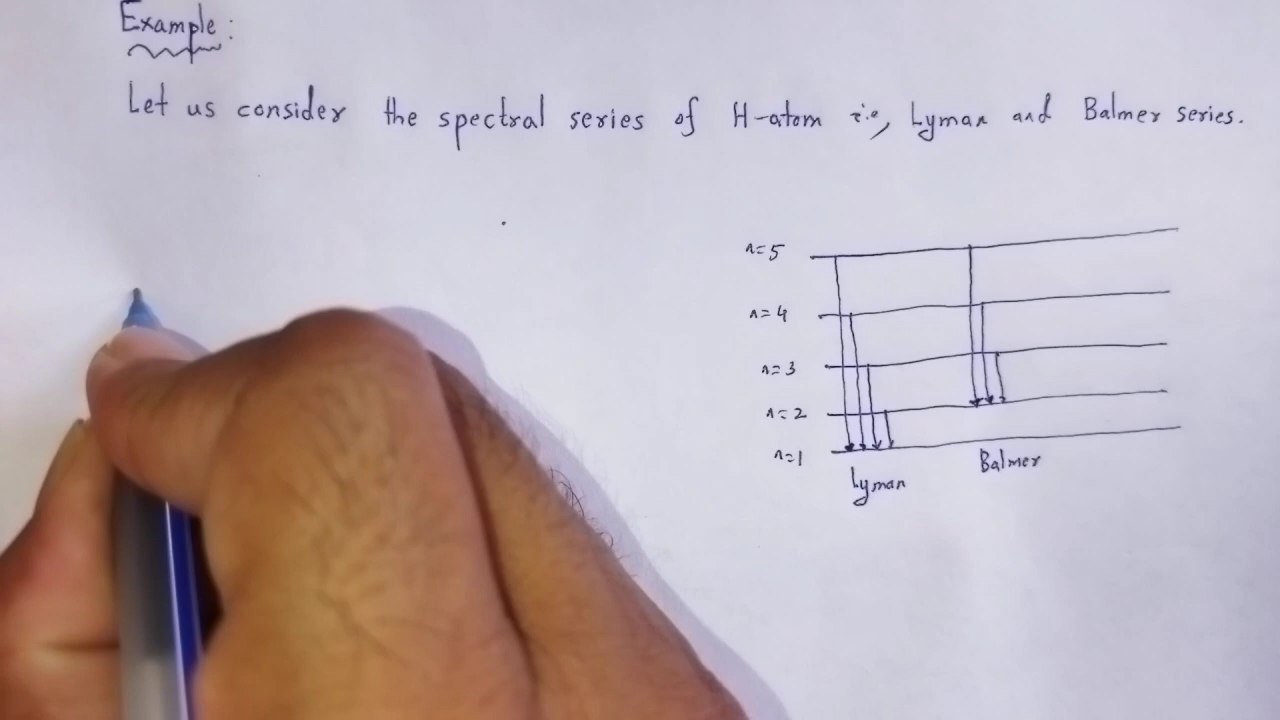 Example:
Let us consider the spectral series of H-atom i.e, Lyman and Balmer series.
n=5
n=4
n=3
n=2
n=1
Lyman
Balmer